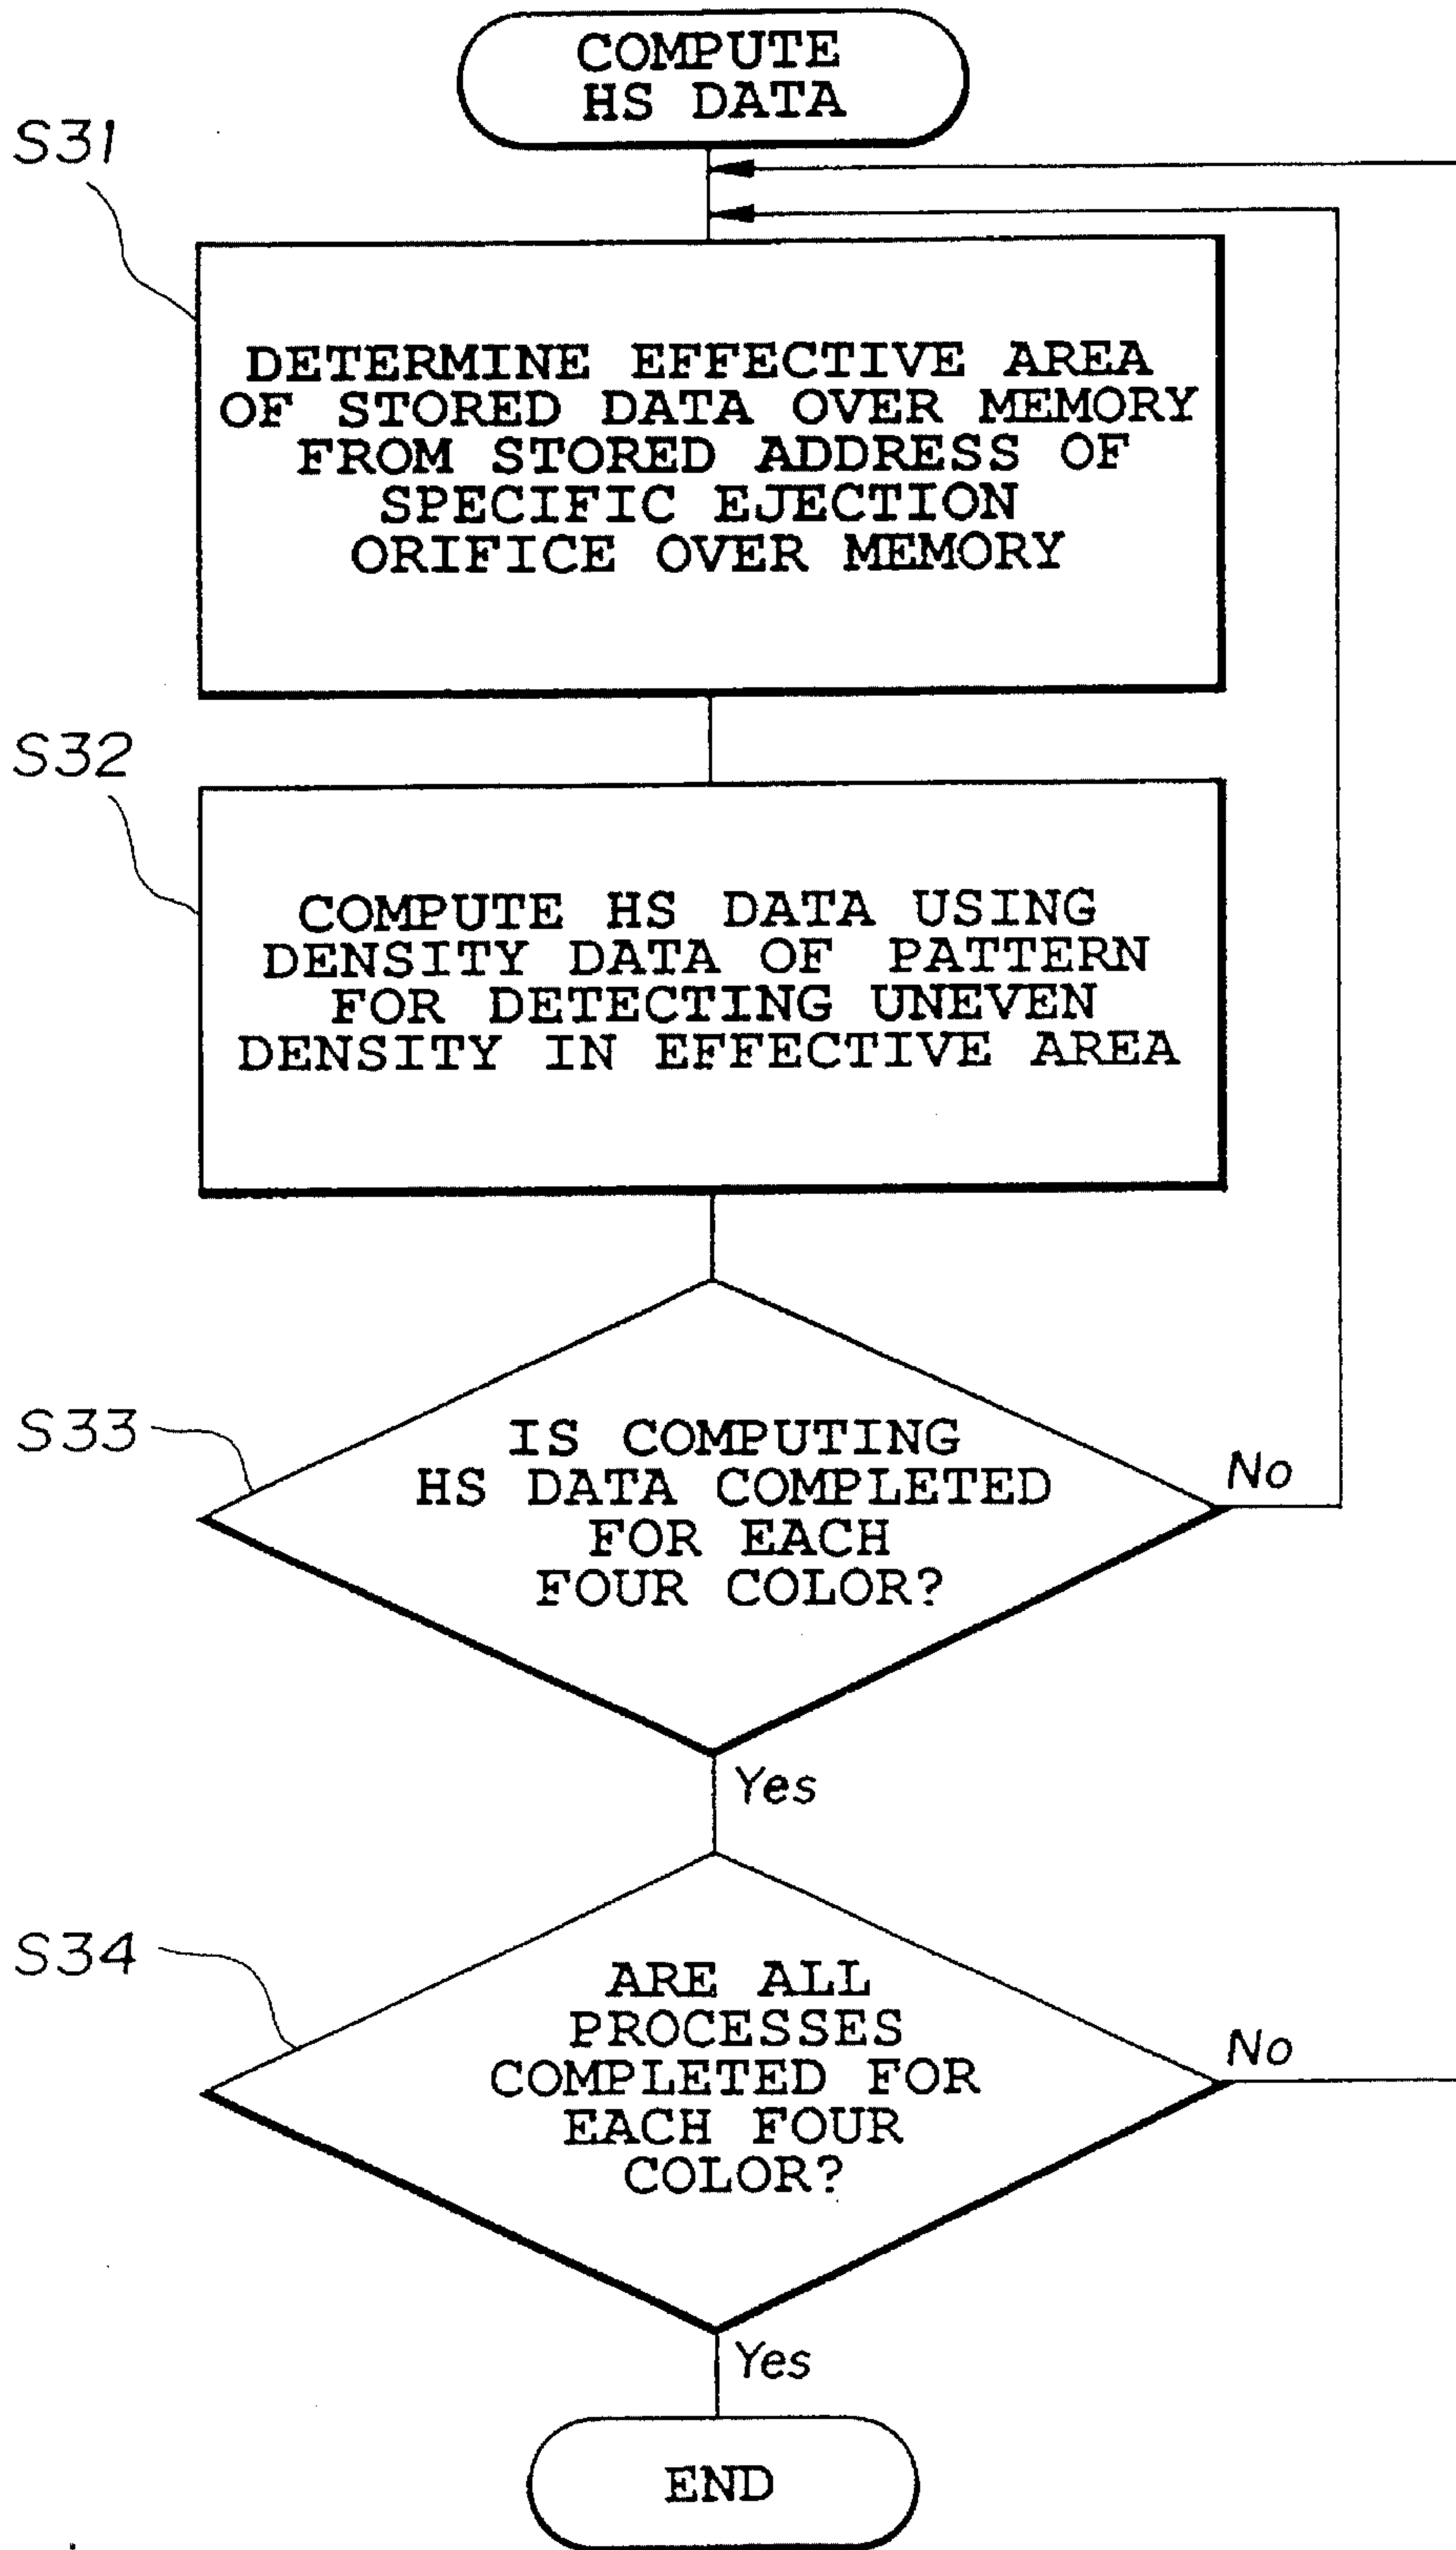 COMPUTE
HS DATA
S31
DETERMINE EFFECTIVE AREA
OF STORED DATA OVER MEMORY
FROM STORED ADDRESS OF
SPECIFIC EJECTION
ORIFICE OVER MEMORY
S32
COMPUTE HS DATA USING
DENSITY DATA OF PATTERN
FOR DETECTING UNEVEN
DENSITY IN EFFECTIVE AREA
S33
IS COMPUTING
HS DATA COMPLETED
FOR EACH
FOUR COLOR?
No
Yes
S34
ARE ALL
PROCESSES
COMPLETED FOR
EACH FOUR
COLOR?
No
Yes
END